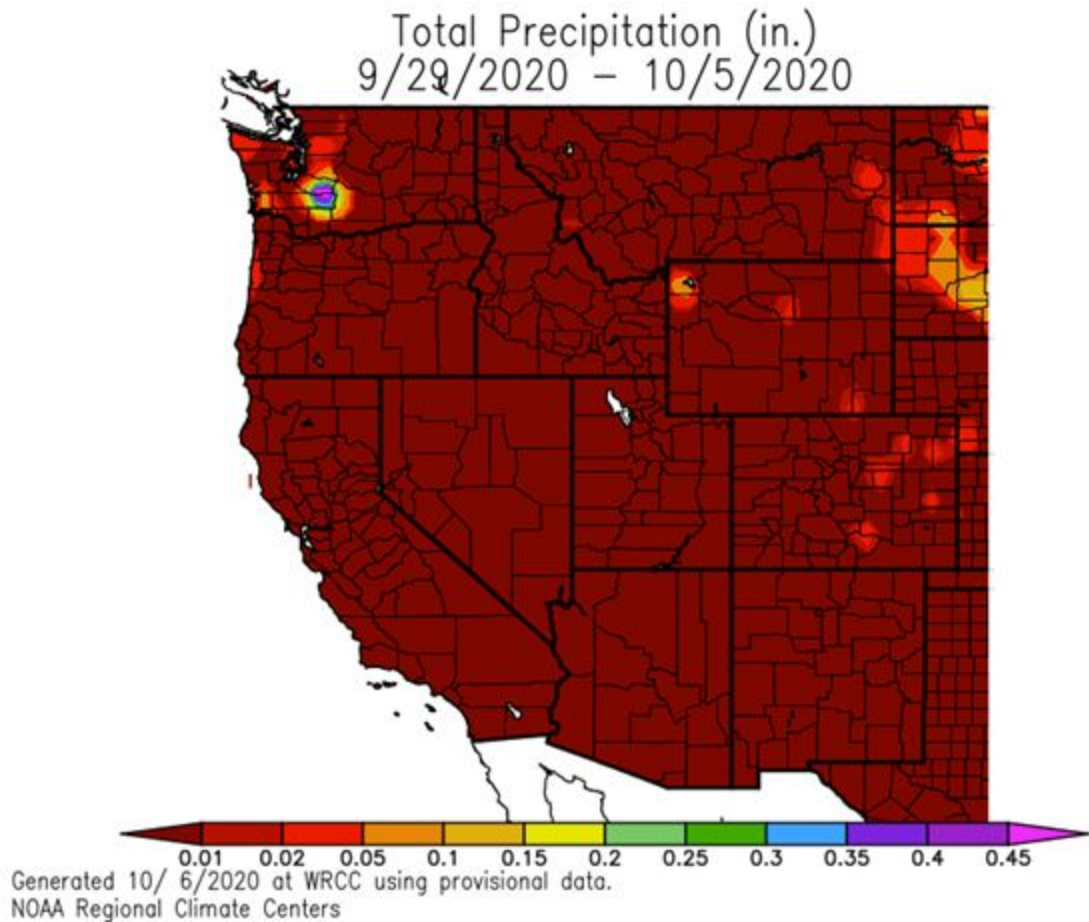 Total Precipitation (in.)
9/29/2020 - 10/5/2020
0.01 0.02 0.05 0.1 0.15 0.2 0.25 0.3 0.35 0.4 0.45
Generated 10/ 6/2020 at WRCC using provisional data.
NOAA Regional Climate Centers